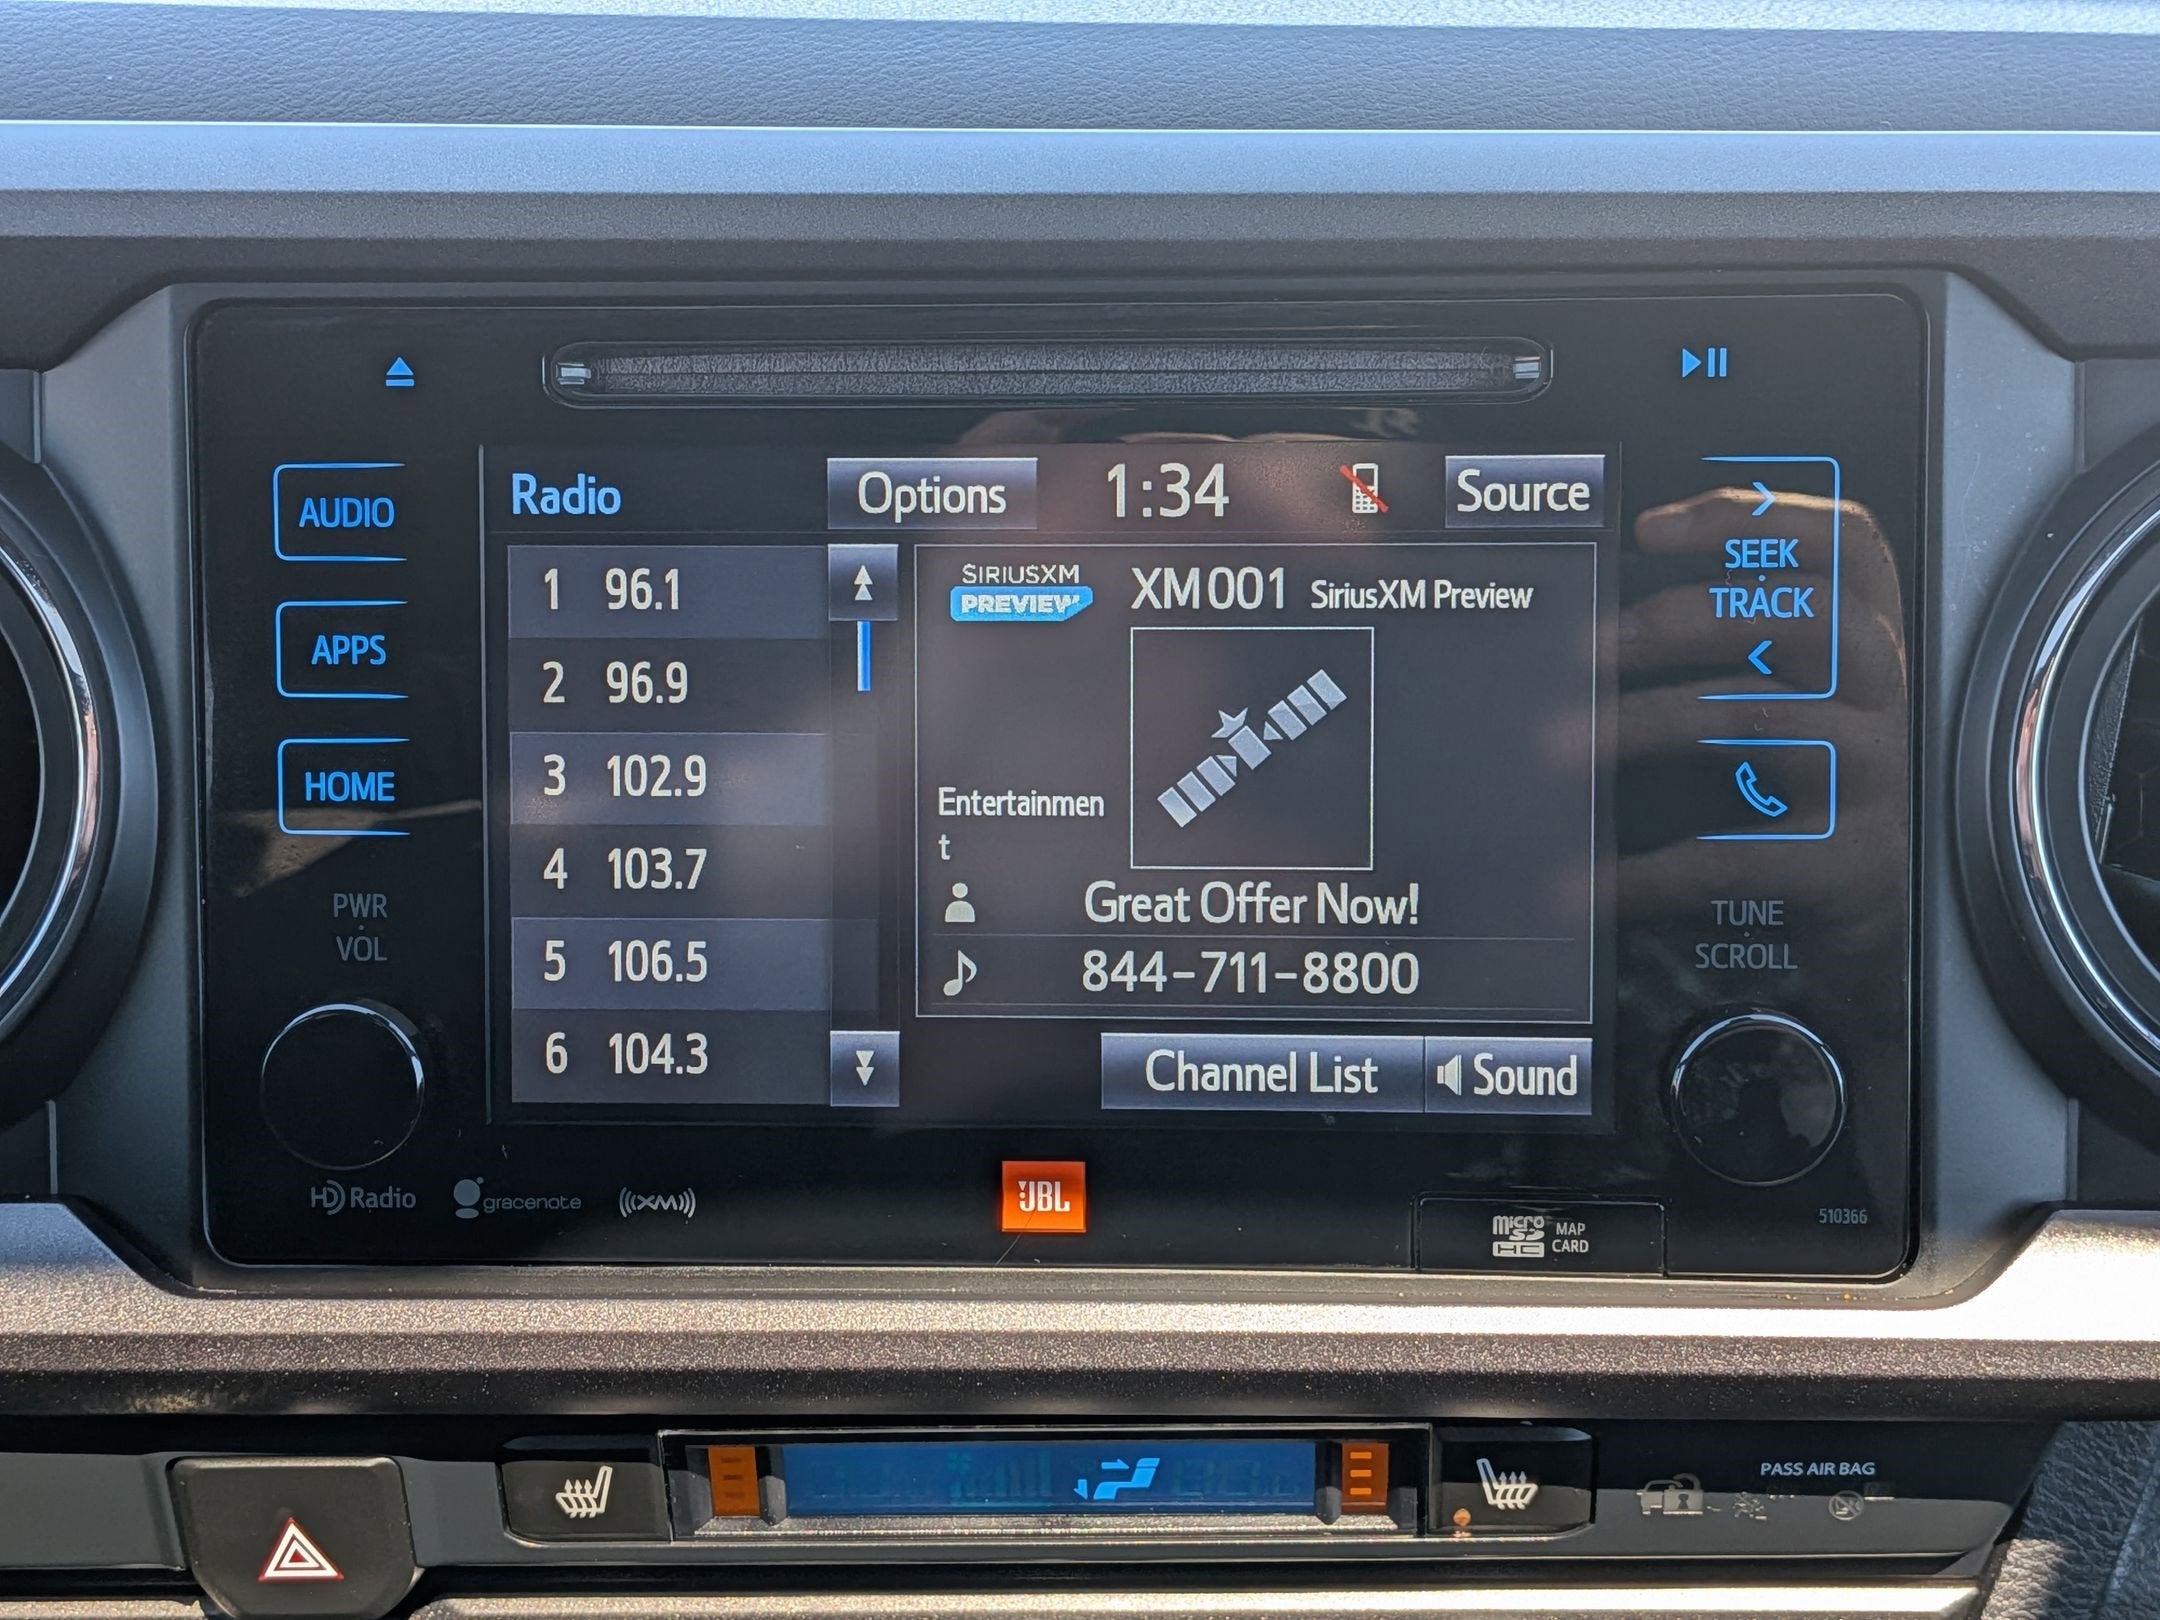 AUDIO
APPS
HOME
PWR
VOL
Radio
Options
1:34
Source
1 96.1
2 96.9
3 102.9
4 103.7
5 106.5
6 104.3
SIRIUSXM
PREVIEW
XM001 SiriusXM Preview
Entertainmen
t
Great Offer Now!
844-711-8800
Channel List
Sound
SEEK
TRACK
TUNE
SCROLL
HD Radio
gracenote
((XM))
JBL
micro
SD
HC
MAP
CARD
510366
PASS AIR BAG